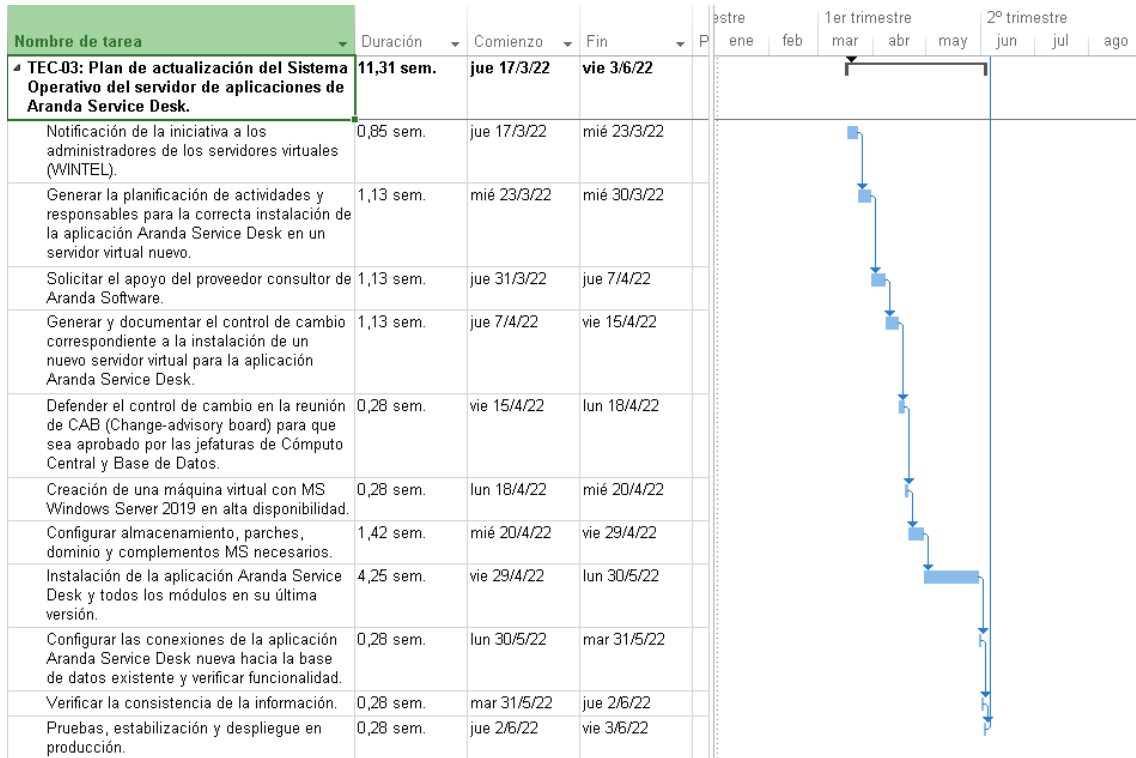 estre 1er trimestre 2º trimestre
Nombre de tarea Duración Comienzo Fin P ene feb mar abr may jun jul ago
TEC-03: Plan de actualización del Sistema 11,31 sem. jue 17/3/22 vie 3/6/22
Operativo del servidor de aplicaciones de
Aranda Service Desk.
Notificación de la iniciativa a los 0,85 sem. jue 17/3/22 mié 23/3/22
administradores de los servidores virtuales
(WINTEL).
Generar la planificación de actividades y 1,13 sem. mié 23/3/22 mié 30/3/22
responsables para la correcta instalación de
la aplicación Aranda Service Desk en un
servidor virtual nuevo.
Solicitar el apoyo del proveedor consultor de 1,13 sem. jue 31/3/22 jue 7/4/22
Aranda Software.
Generar y documentar el control de cambio 1,13 sem. jue 7/4/22 vie 15/4/22
correspondiente a la instalación de un
nuevo servidor virtual para la aplicación
Aranda Service Desk.
Defender el control de cambio en la reunión 0,28 sem. vie 15/4/22 lun 18/4/22
de CAB (Change-advisory board) para que
sea aprobado por las jefaturas de Cómputo
Central y Base de Datos.
Creación de una máquina virtual con MS 0,28 sem. lun 18/4/22 mié 20/4/22
Windows Server 2019 en alta disponibilidad.
Configurar almacenamiento, parches, 1,42 sem. mié 20/4/22 vie 29/4/22
dominio y complementos MS necesarios.
Instalación de la aplicación Aranda Service 4,25 sem. vie 29/4/22 lun 30/5/22
Desk y todos los módulos en su última
versión.
Configurar las conexiones de la aplicación 0,28 sem. lun 30/5/22 mar 31/5/22
Aranda Service Desk nueva hacia la base
de datos existente y verificar funcionalidad.
Verificar la consistencia de la información. 0,28 sem. mar 31/5/22 jue 2/6/22
Pruebas, estabilización y despliegue en 0,28 sem. jue 2/6/22 vie 3/6/22
producción.